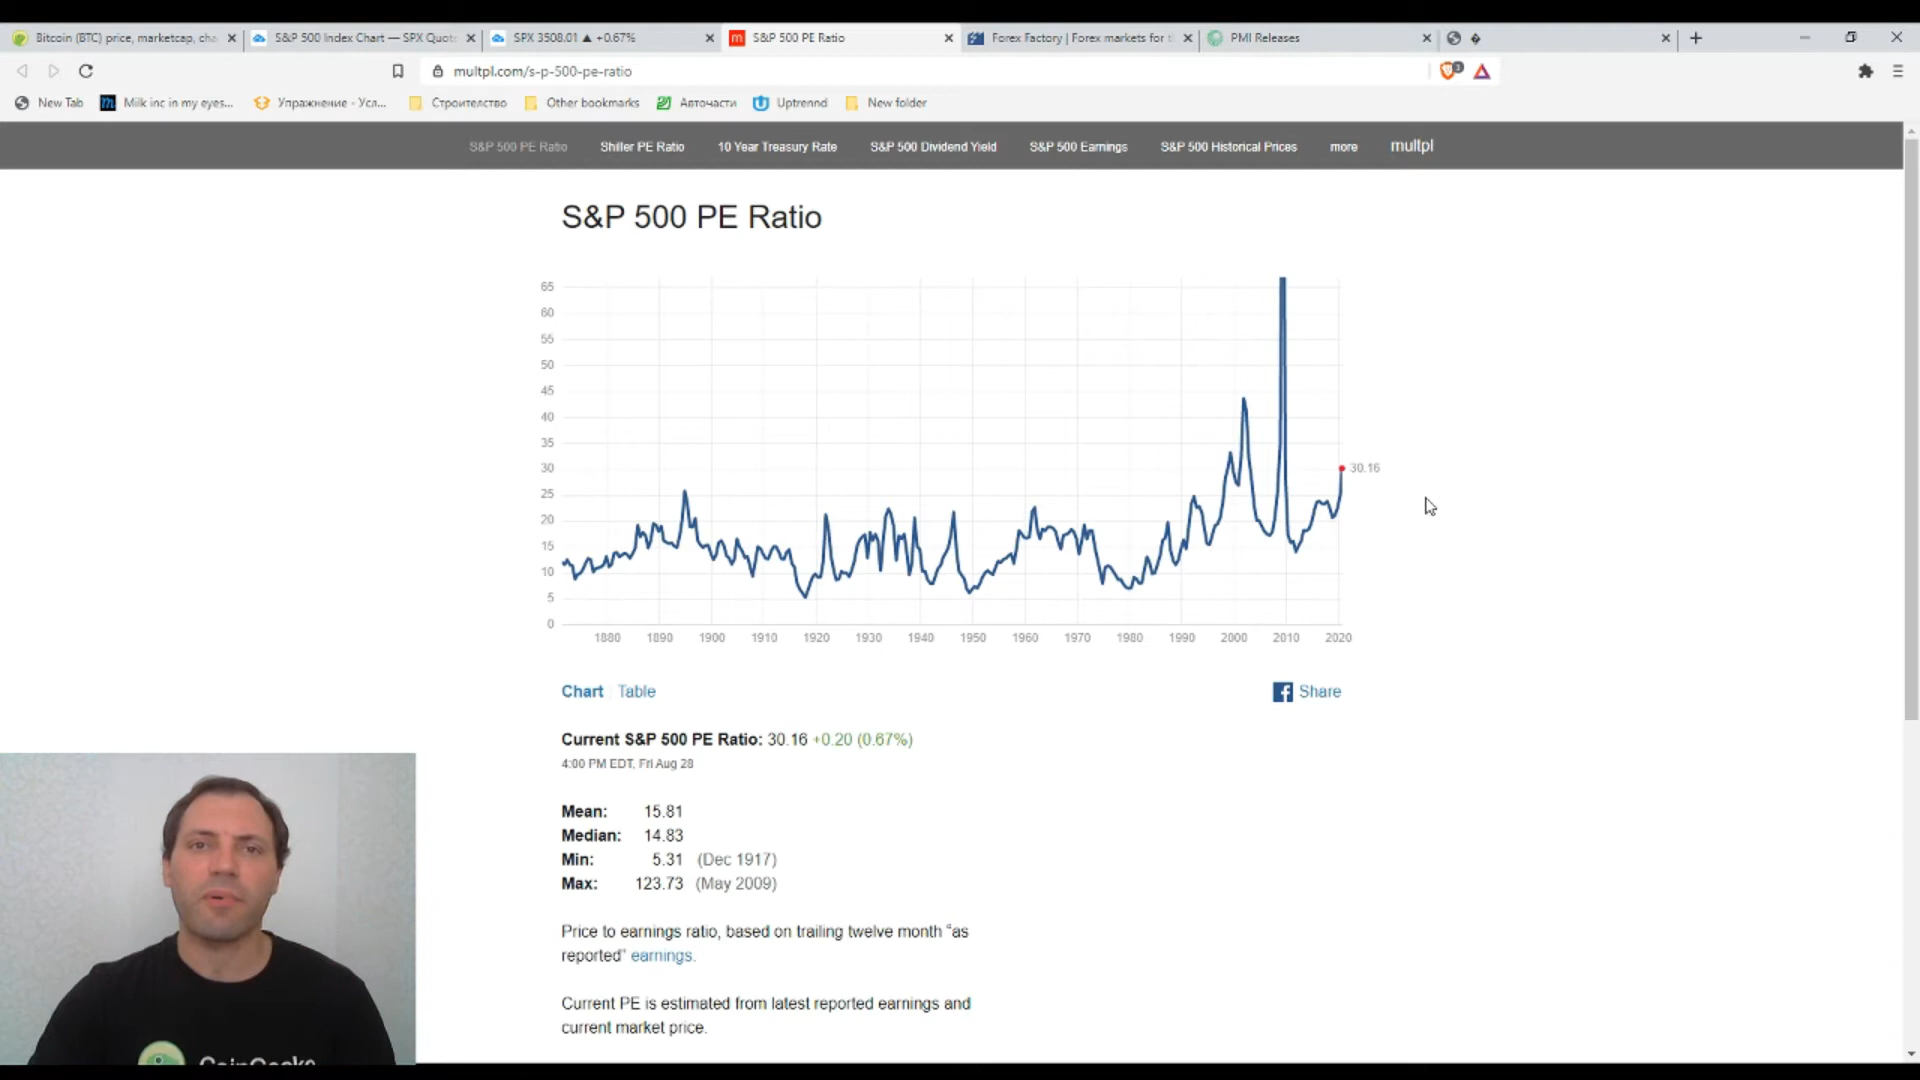 Bitcoin (BTC) price, marketcap, cha
S&P 500 Index Chart — SPX Quot
SPX 3508.01 ▲ +0.67%
S&P 500 PE Ratio
Forex Factory | Forex markets for t
PMI Releases
multpl.com/s-p-500-pe-ratio
New Tab
Milk inc in my eyes...
Упражнение - Усл...
Строителство
Other bookmarks
Авточасти
Uptrennd
New folder
S&P 500 PE Ratio
Shiller PE Ratio
10 Year Treasury Rate
S&P 500 Dividend Yield
S&P 500 Earnings
S&P 500 Historical Prices
more
multpl
S&P 500 PE Ratio
65
60
55
50
45
40
35
30
30.16
25
20
15
10
5
0
1880 1890 1900 1910 1920 1930 1940 1950 1960 1970 1980 1990 2000 2010 2020
Chart Table
Share
Current S&P 500 PE Ratio: 30.16 +0.20 (0.67%)
4:00 PM EDT, Fri Aug 28
Mean: 15.81
Median: 14.83
Min: 5.31 (Dec 1917)
Max: 123.73 (May 2009)
Price to earnings ratio, based on trailing twelve month “as
reported” earnings.
Current PE is estimated from latest reported earnings and
current market price.